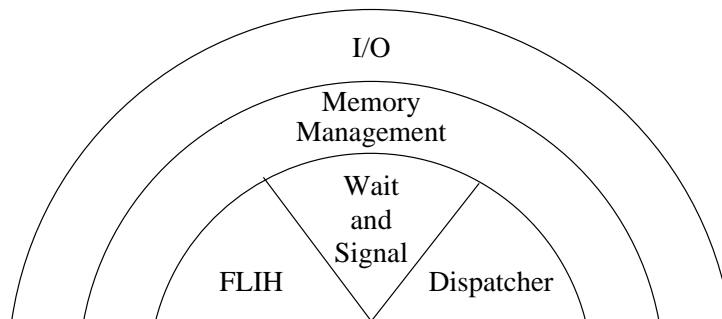 I/O
Memory
Management
Wait
and
Signal
FLIH
Dispatcher